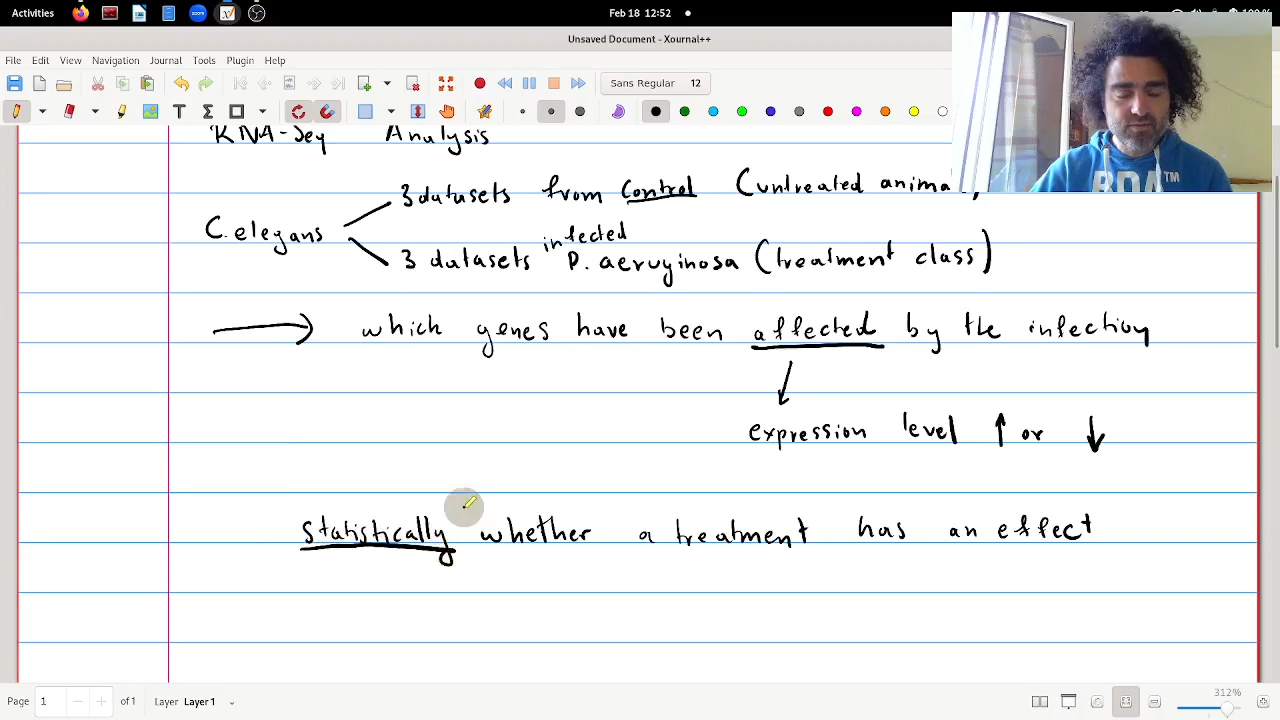 Activities Feb 18 12:52
Unsaved Document - Xournal++
File Edit View Navigation Journal Tools Plugin Help
Sans Regular 12
RNA-Seq Analysis
3 datasets from control (untreated anima
C. elegans
infected
3 datasets P. aeruginosa (treatment class)
which genes have been affected by the infection
expression level ↑ or ↓
statistically whether a treatment has an effect
Page 1 of 1 Layer Layer 1 312%